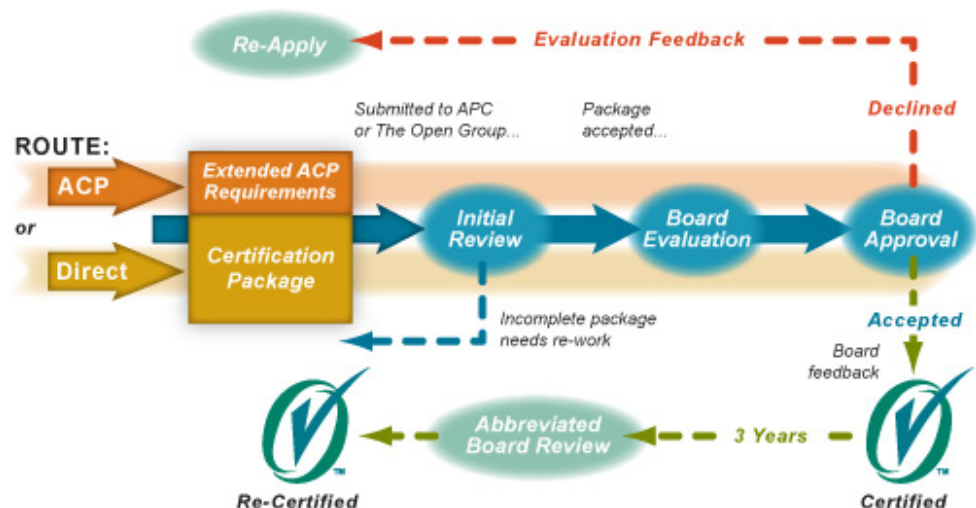 Re-Apply
Evaluation Feedback
Declined
Submitted to APC
or The Open Group...
Package
accepted...
ROUTE:
ACP
or
Direct
Extended ACP
Requirements
Certification
Package
Initial
Review
Board
Evaluation
Board
Approval
Incomplete package
needs re-work
Accepted
Board
feedback
Abbreviated
Board Review
3 Years
TM
Re-Certified
TM
Certified